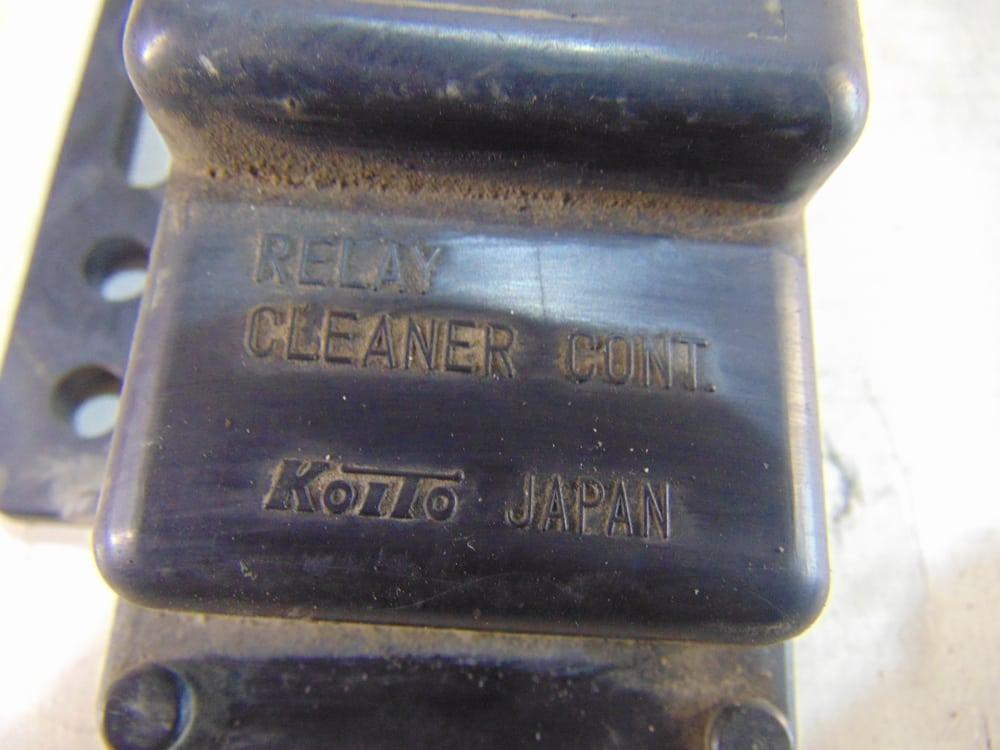 RELAY
CLEANER CONT.
KOITO JAPAN